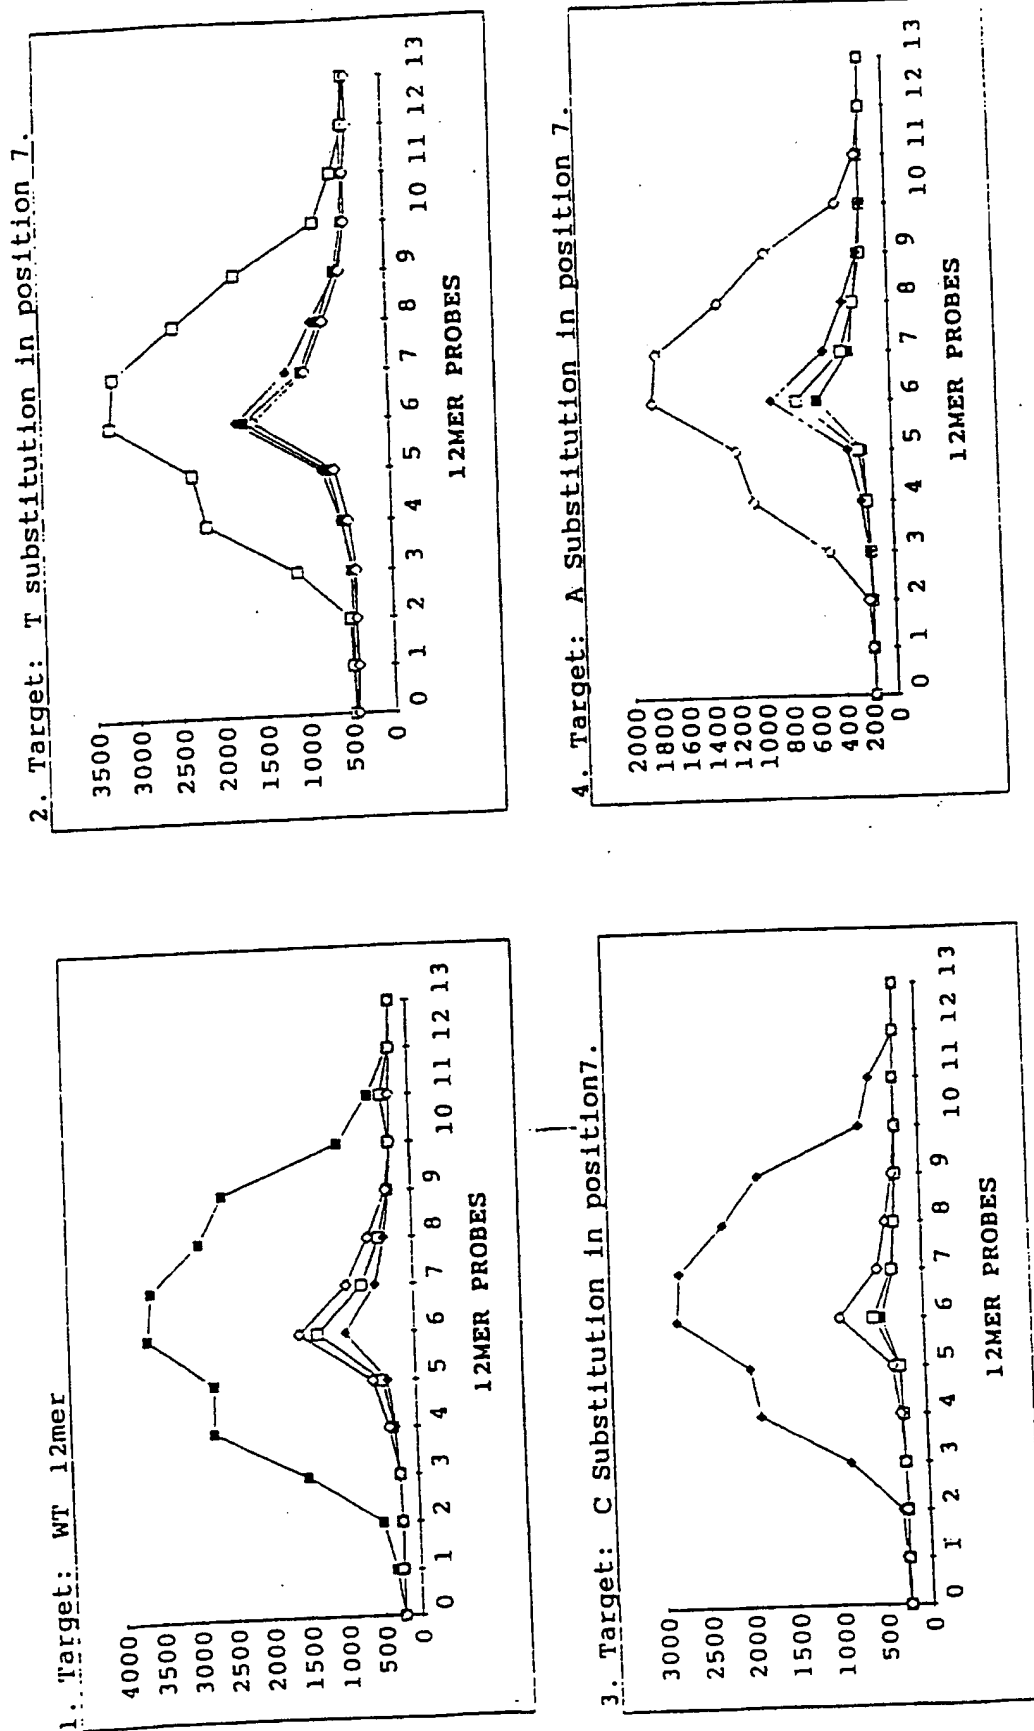 1. Target: WT 12mer
4000
3500
3000
2500
2000
1500
1000
500
0
0 1 2 3 4 5 6 7 8 9 10 11 12 13
12MER PROBES
2. Target: T substitution in position 7.
3500
3000
2500
2000
1500
1000
500
0
0 1 2 3 4 5 6 7 8 9 10 11 12 13
12MER PROBES
3. Target: C Substitution in position7.
3000
2500
2000
1500
1000
500
0
0 1 2 3 4 5 6 7 8 9 10 11 12 13
12MER PROBES
4. Target: A Substitution in position 7.
2000
1800
1600
1400
1200
1000
800
600
400
200
0
0 1 2 3 4 5 6 7 8 9 10 11 12 13
12MER PROBES